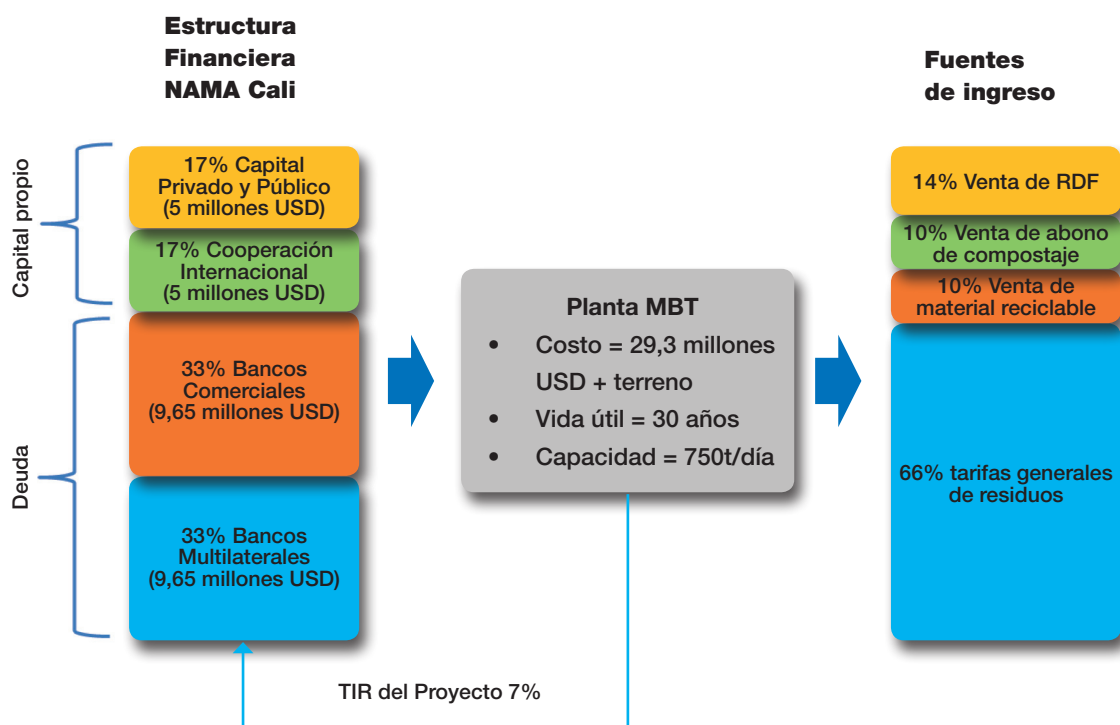 Estructura
Financiera
NAMA Cali
Capital propio
17% Capital
Privado y Público
(5 millones USD)
17% Cooperación
Internacional
(5 millones USD)
Deuda
33% Bancos
Comerciales
(9,65 millones USD)
33% Bancos
Multilaterales
(9,65 millones USD)
Planta MBT
• Costo = 29,3 millones
USD + terreno
• Vida útil = 30 años
• Capacidad = 750t/día
Fuentes
de ingreso
14% Venta de RDF
10% Venta de abono
de compostaje
10% Venta de
material reciclable
66% tarifas generales
de residuos
TIR del Proyecto 7%